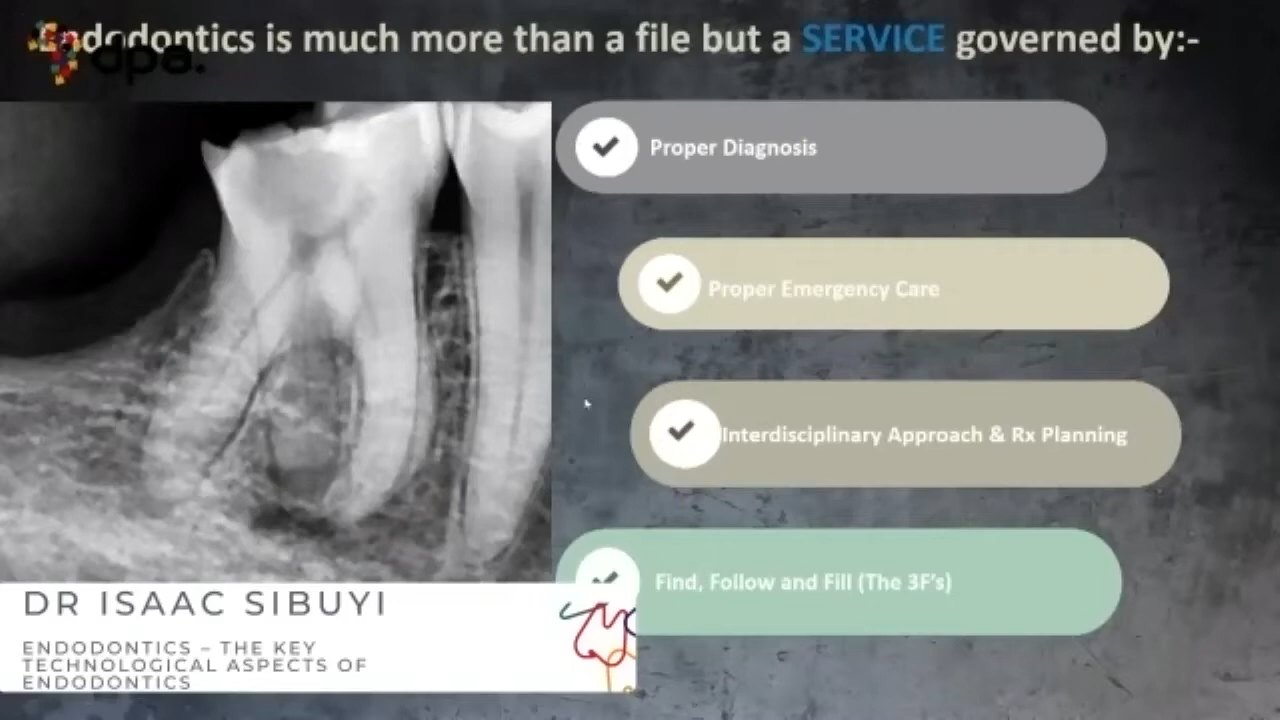 Endodontics is much more than a file but a SERVICE governed by:-
dpa.
Proper Diagnosis
Proper Emergency Care
Interdisciplinary Approach & Rx Planning
Find, Follow and Fill (The 3F's)
DR ISAAC SIBUYI
ENDODONTICS – THE KEY
TECHNOLOGICAL ASPECTS OF
ENDODONTICS